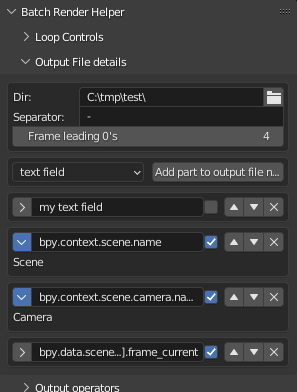 Batch Render Helper
Loop Controls
Output File details
Dir: C:\tmp\test\
Separator: -
Frame leading 0's 4
text field Add part to output file n...
my text field
bpy.context.scene.name
Scene
bpy.context.scene.camera.na...
Camera
bpy.data.scene...].frame_current
Output operators